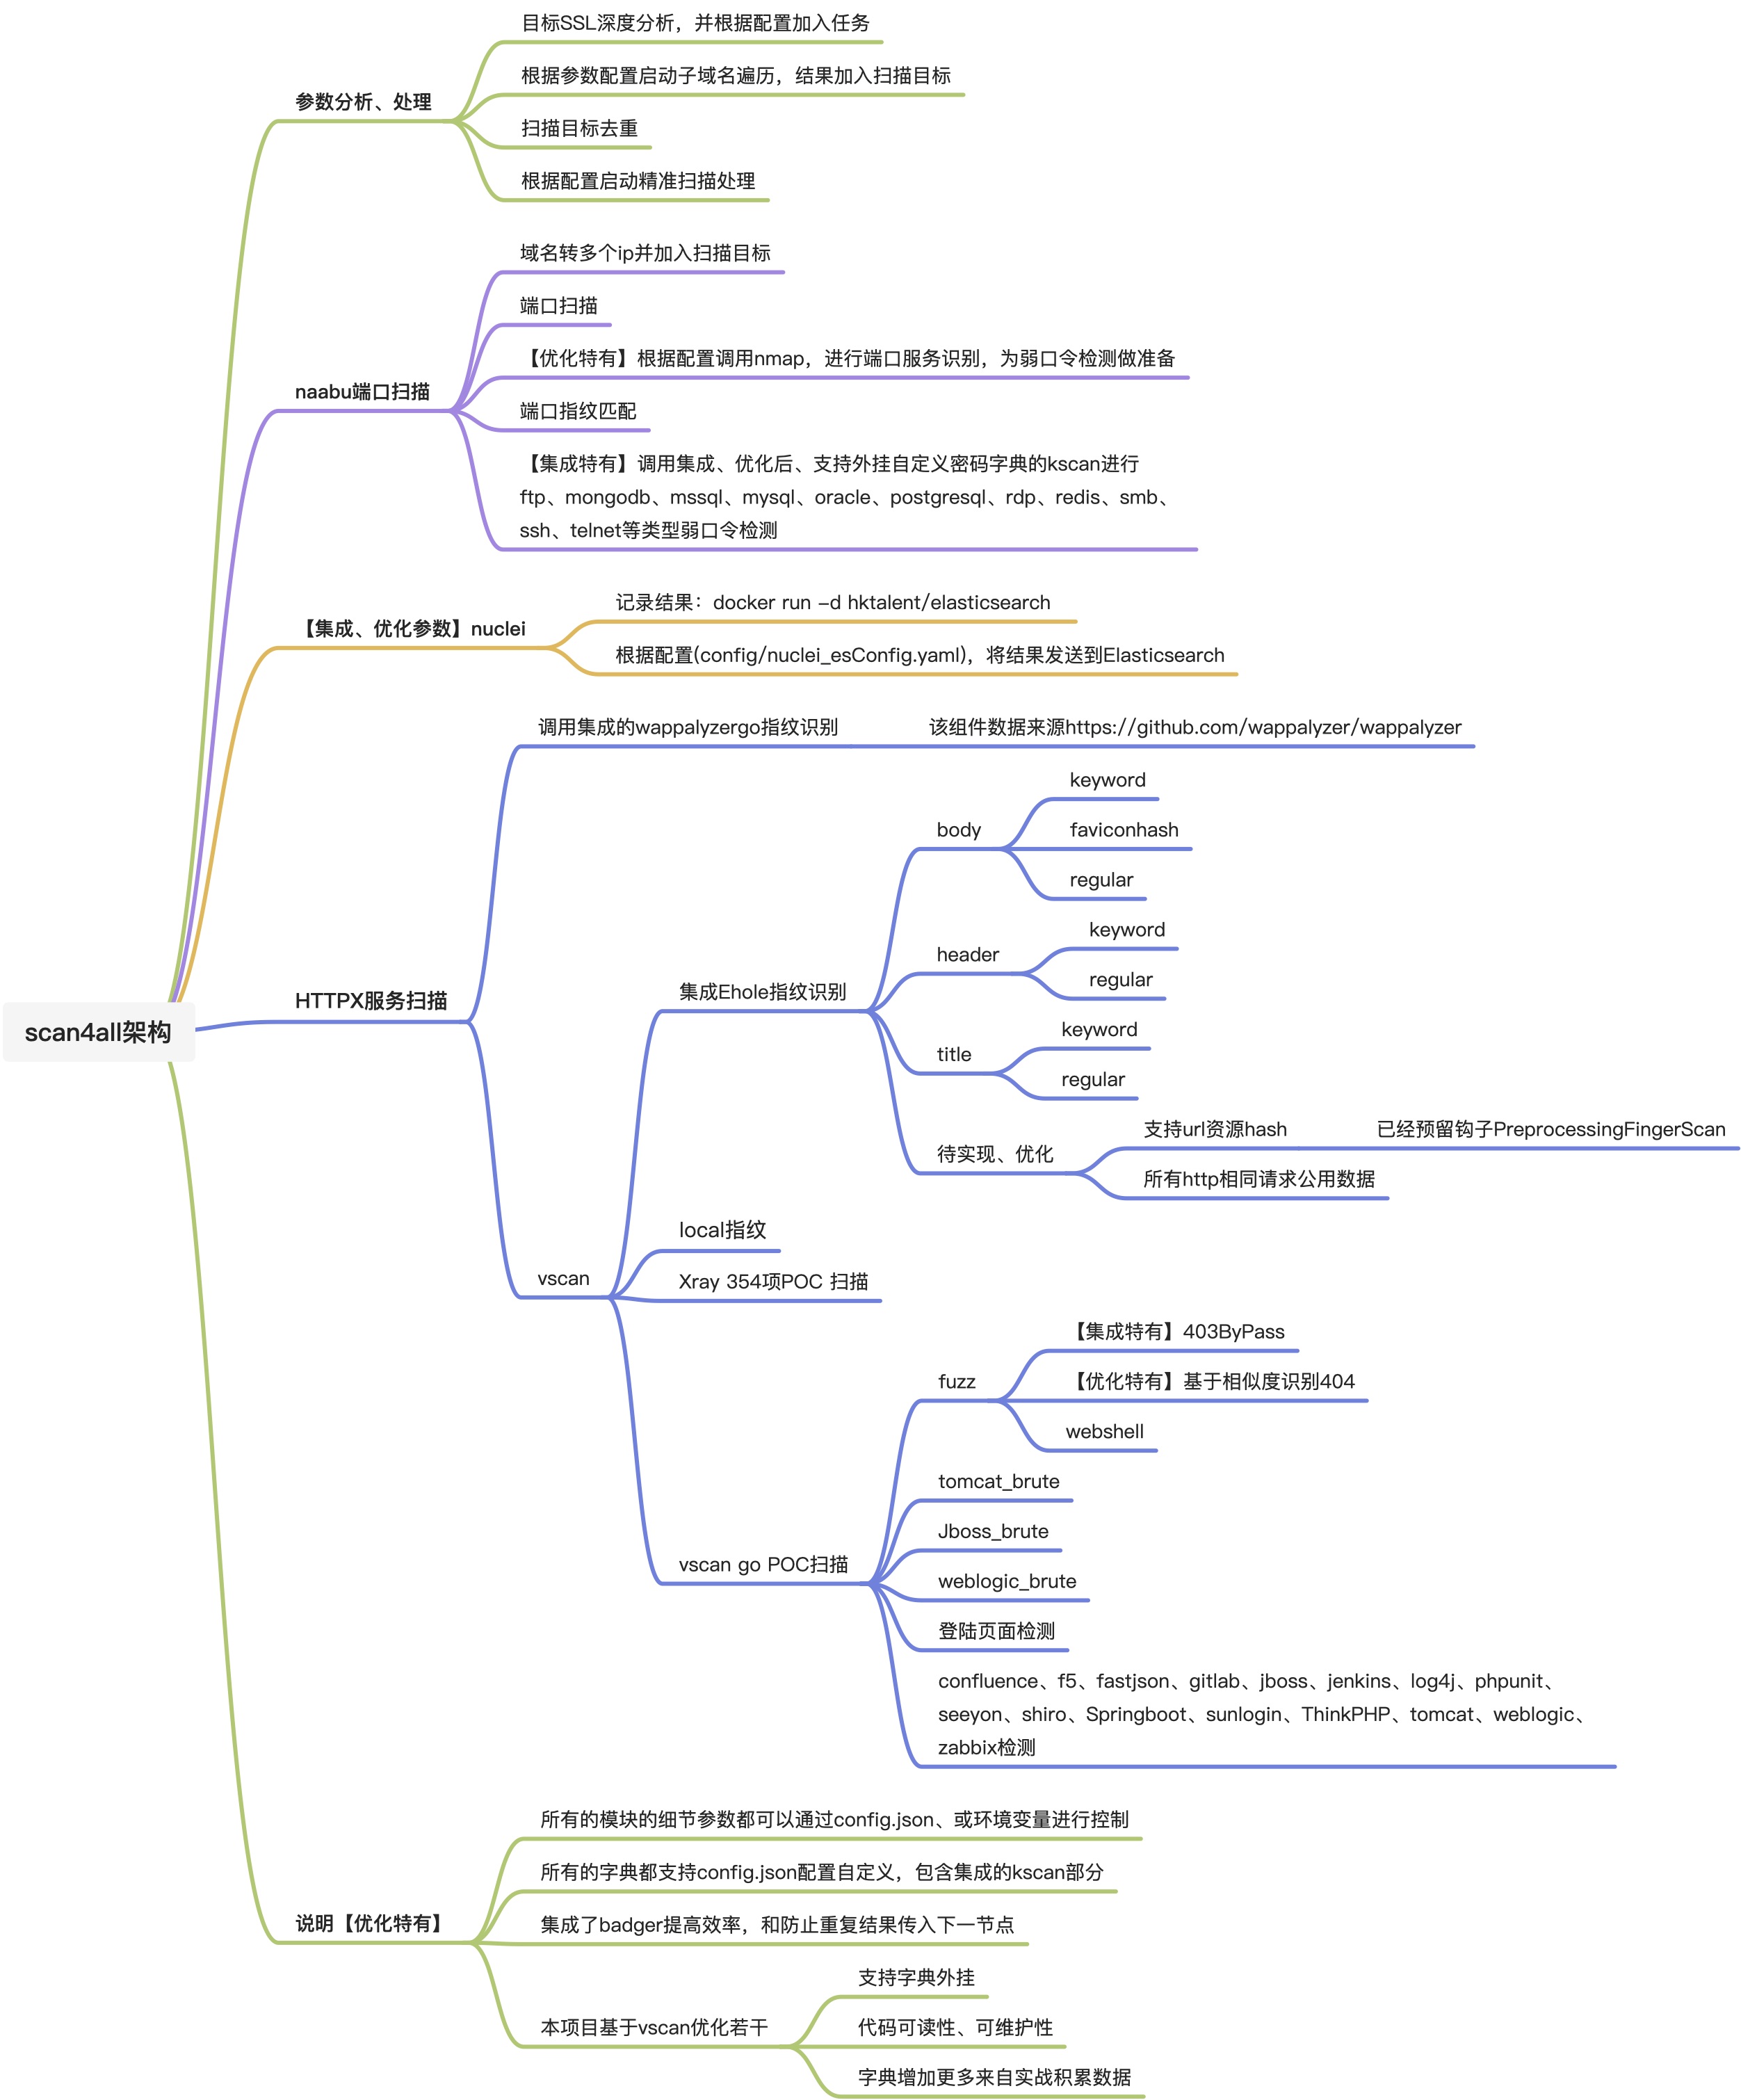 目标SSL深度分析，并根据配置加入任务
根据参数配置启动子域名遍历，结果加入扫描目标
参数分析、处理
扫描目标去重
根据配置启动精准扫描处理
域名转多个ip并加入扫描目标
端口扫描
【优化特有】根据配置调用nmap，进行端口服务识别，为弱口令检测做准备
naabu端口扫描
端口指纹匹配
【集成特有】调用集成、优化后、支持外挂自定义密码字典的kscan进行
ftp、mongodb、mssql、mysql、oracle、postgresql、rdp、redis、smb、
ssh、telnet等类型弱口令检测
记录结果：docker run –d hktalent/elasticsearch
【集成、优化参数】nuclei
根据配置(config/nuclei_esConfig.yaml)，将结果发送到Elasticsearch
调用集成的wappalyzergo指纹识别
该组件数据来源https://github.com/wappalyzer/wappalyzer
keyword
body
faviconhash
regular
keyword
header
regular
集成Ehole指纹识别
HTTPX服务扫描
scan4all架构
keyword
title
regular
支持url资源hash
已经预留钩子PreprocessingFingerScan
待实现、优化
所有http相同请求公用数据
local指纹
vscan
Xray 354项POC 扫描
【集成特有】403ByPass
fuzz
【优化特有】基于相似度识别404
webshell
tomcat_brute
Jboss_brute
vscan go POC扫描
weblogic_brute
登陆页面检测
confluence、f5、fastjson、gitlab、jboss、jenkins、log4j、phpunit、
seeyon、shiro、Springboot、sunlogin、ThinkPHP、tomcat、weblogic、
zabbix检测
所有的模块的细节参数都可以通过config.json、或环境变量进行控制
所有的字典都支持config.json配置自定义，包含集成的kscan部分
说明【优化特有】
集成了badger提高效率，和防止重复结果传入下一节点
支持字典外挂
本项目基于vscan优化若干
代码可读性、可维护性
字典增加更多来自实战积累数据